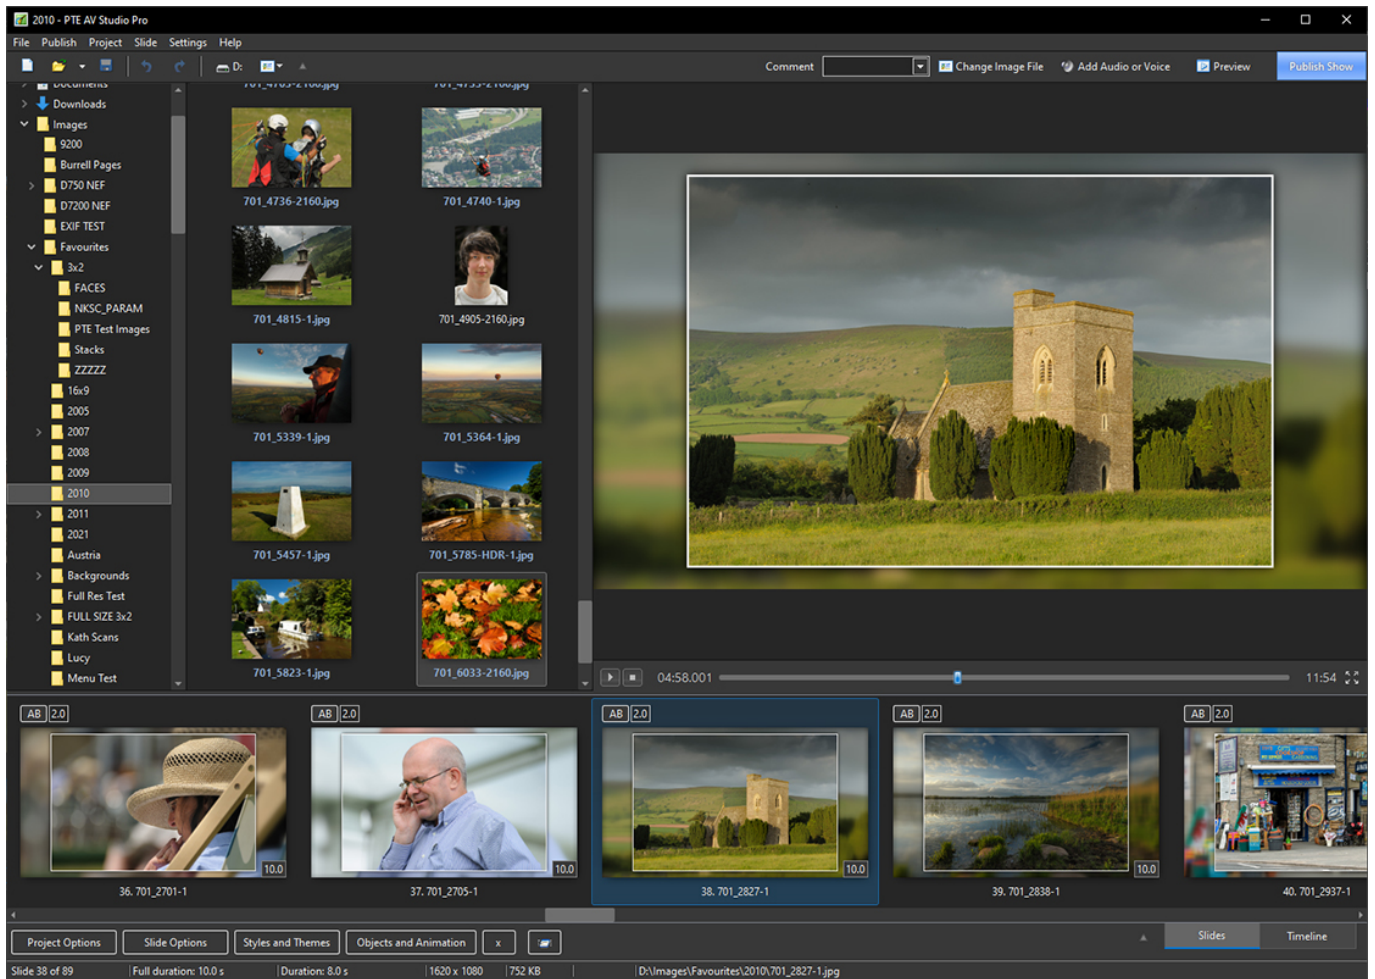 2010 - PTE AV Studio Pro
File Publish Project Slide Settings Help
D: Comment Change Image File Add Audio or Voice Preview Publish Show
Documents
Downloads
Images
9200
Burrell Pages
D750 NEF
D7200 NEF
EXIF TEST
Favourites
3x2
FACES
NKSC_PARAM
PTE Test Images
Stacks
ZZZZZ
16x9
2005
2007
2008
2009
2010
2011
2021
Austria
Backgrounds
Full Res Test
FULL SIZE 3x2
Kath Scans
Lucy
Menu Test
701_4736-2160.jpg 701_4740-1.jpg
701_4815-1.jpg 701_4905-2160.jpg
701_5339-1.jpg 701_5364-1.jpg
701_5457-1.jpg 701_5785-HDR-1.jpg
701_5823-1.jpg 701_6033-2160.jpg
04:58.001 11:54
AB 2.0 AB 2.0 AB 2.0 AB 2.0 AB 2.0
10.0 10.0 10.0 10.0
36. 701_2701-1 37. 701_2705-1 38. 701_2827-1 39. 701_2838-1 40. 701_2937-1
Project Options Slide Options Styles and Themes Objects and Animation x Slides Timeline
Slide 38 of 89 Full duration: 10.0 s Duration: 8.0 s 1620 x 1080 752 KB D:\Images\Favourites\2010\701_2827-1.jpg